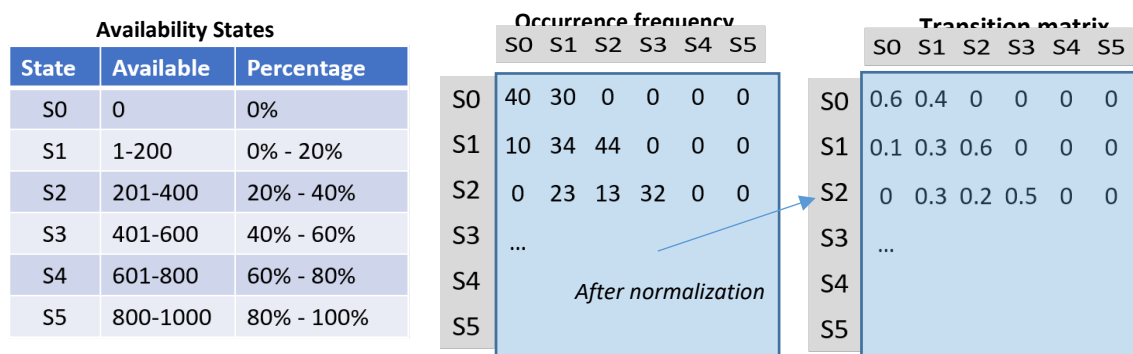 Availability States
State Available Percentage
S0 0 0%
S1 1-200 0% - 20%
S2 201-400 20% - 40%
S3 401-600 40% - 60%
S4 601-800 60% - 80%
S5 800-1000 80% - 100%
Occurrence frequency
S0 S1 S2 S3 S4 S5
S0 40 30 0 0 0 0
S1 10 34 44 0 0 0
S2 0 23 13 32 0 0
S3 ...
S4
S5
After normalization
Transition matrix
S0 S1 S2 S3 S4 S5
S0 0.6 0.4 0 0 0 0
S1 0.1 0.3 0.6 0 0 0
S2 0 0.3 0.2 0.5 0 0
S3 ...
S4
S5